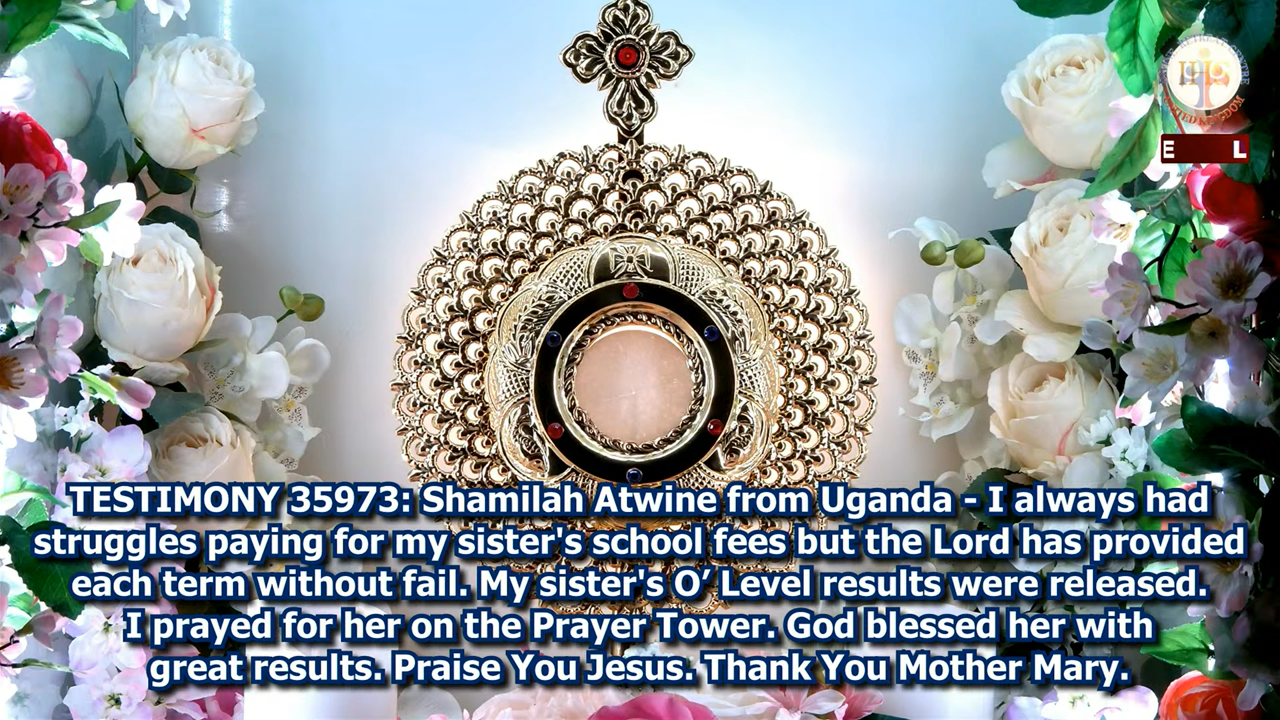 UNITED KINGDOM
E L
TESTIMONY 35973: Shamilah Atwine from Uganda - I always had
struggles paying for my sister's school fees but the Lord has provided
each term without fail. My sister's O’ Level results were released.
I prayed for her on the Prayer Tower. God blessed her with
great results. Praise You Jesus. Thank You Mother Mary.